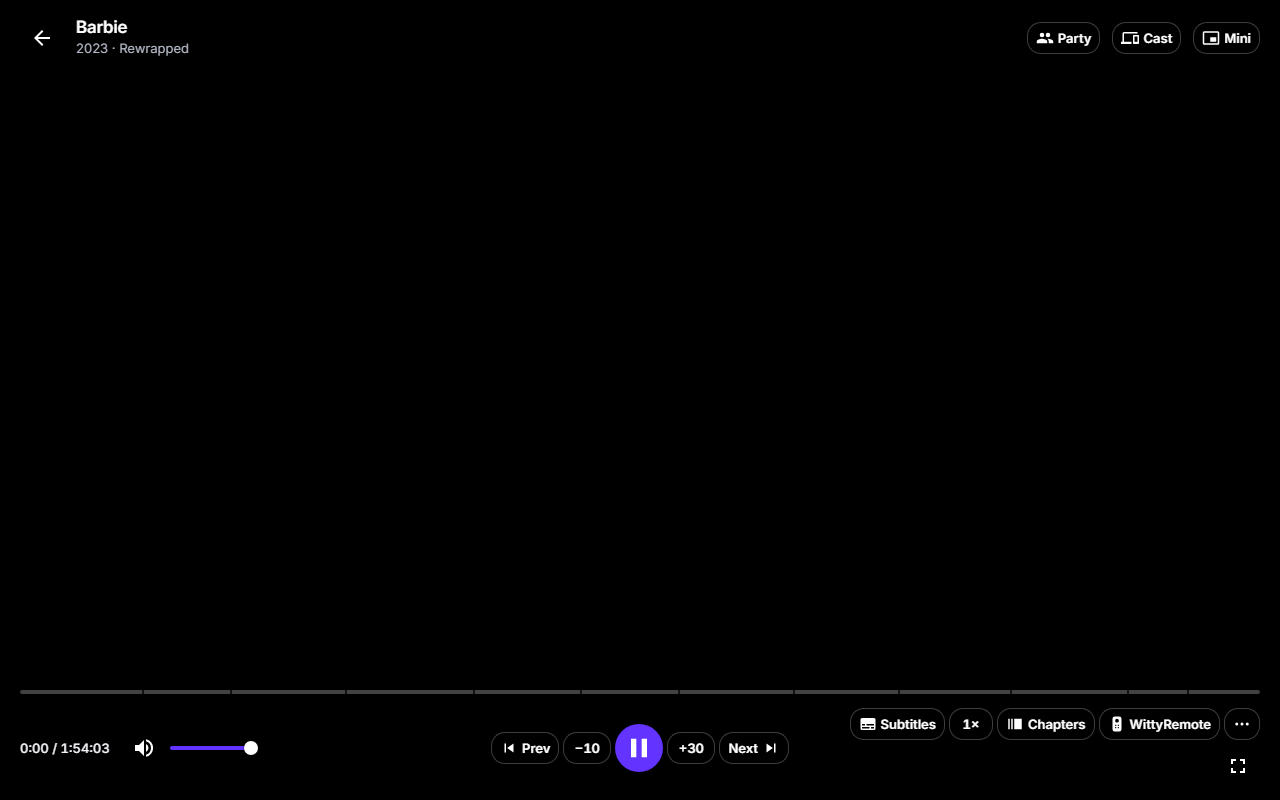 Barbie
2023 · Rewrapped
Party
Cast
Mini
Subtitles
1×
Chapters
WittyRemote
0:00 / 1:54:03
Prev
−10
+30
Next